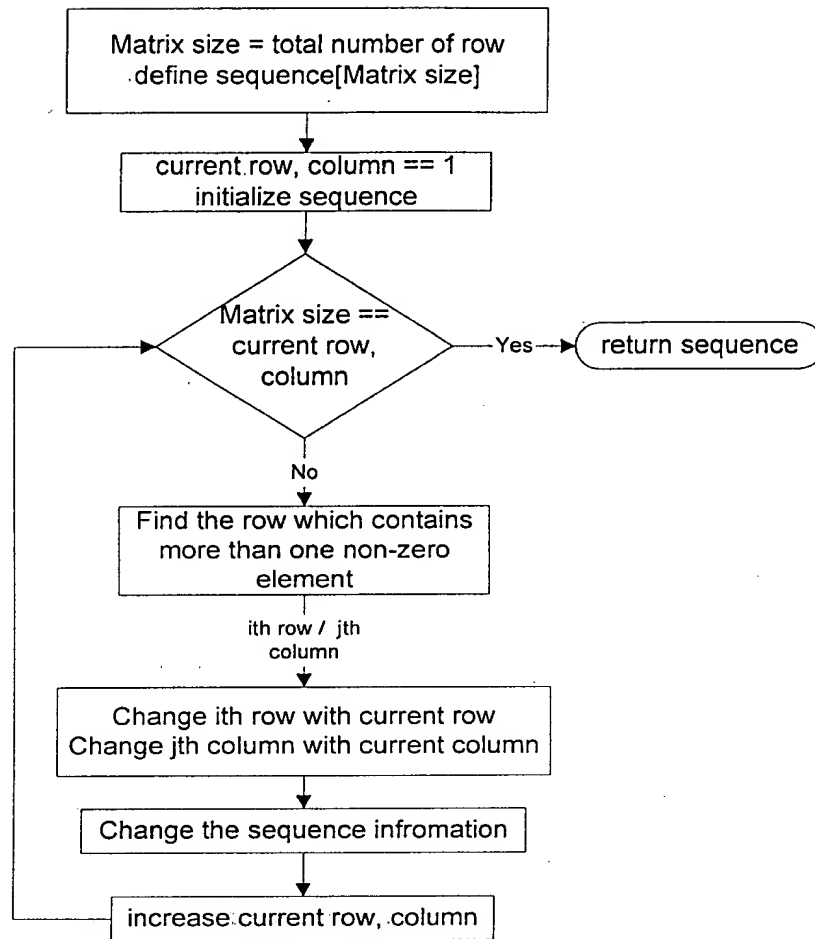 Matrix size = total number of row
define sequence[Matrix size]
current row, column == 1
initialize sequence
Matrix size ==
current row,
column
Yes
return sequence
No
Find the row which contains
more than one non-zero
element
ith row / jth
column
Change ith row with current row
Change jth column with current column
Change the sequence infromation
increase current row, column